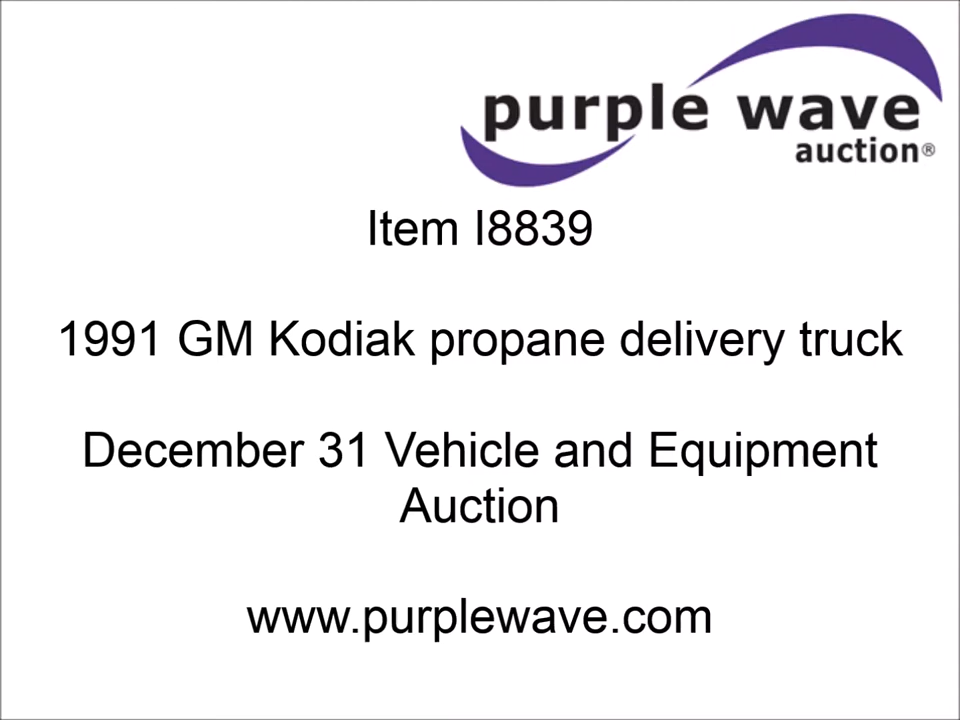 purple wave
auction®
Item I8839
1991 GM Kodiak propane delivery truck
December 31 Vehicle and Equipment
Auction
www.purplewave.com